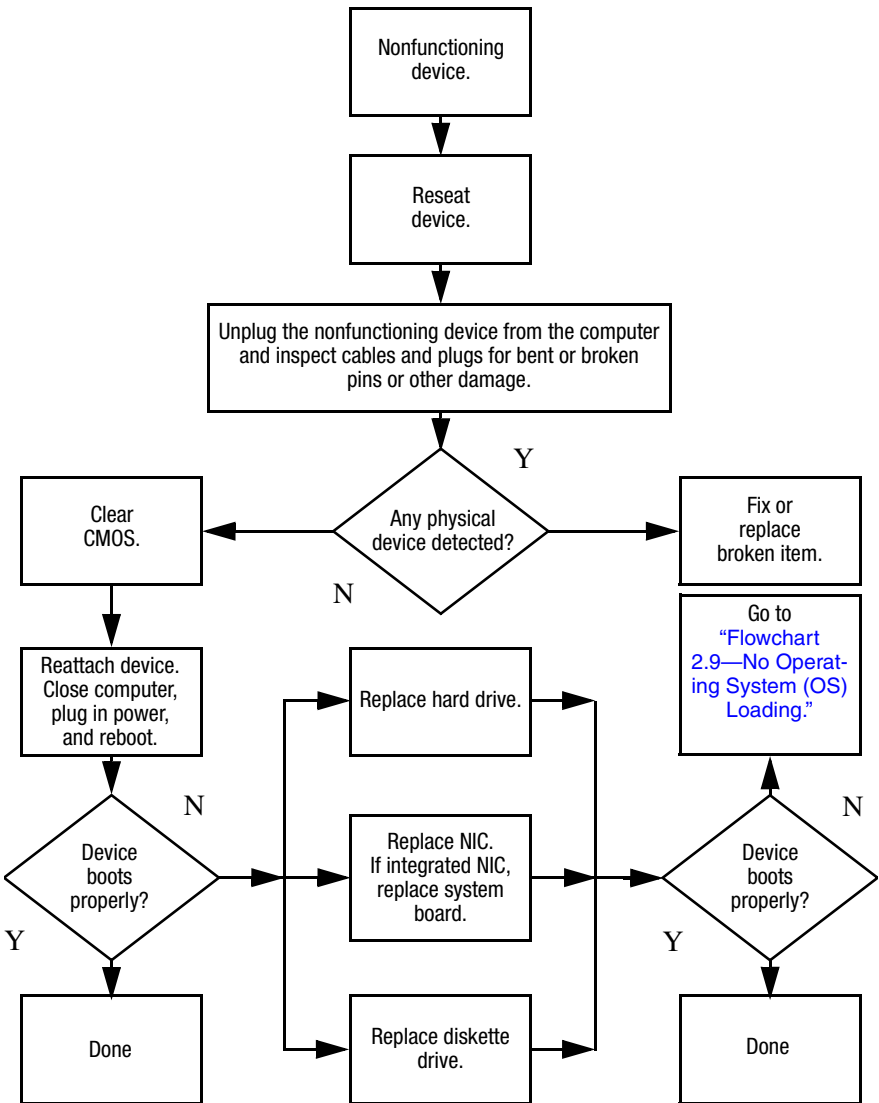 Nonfunctioning
device.
Reseat
device.
Unplug the nonfunctioning device from the computer
and inspect cables and plugs for bent or broken
pins or other damage.
Y
Clear
CMOS.
Any physical
device detected?
Fix or
replace
broken item.
N
Go to
“Flowchart
2.9—No Operat-
ing System (OS)
Loading.”
Reattach device.
Close computer,
plug in power,
and reboot.
Replace hard drive.
N
N
Device
boots
properly?
Replace NIC.
If integrated NIC,
replace system
board.
Device
boots
properly?
Y
Y
Done
Replace diskette
drive.
Done